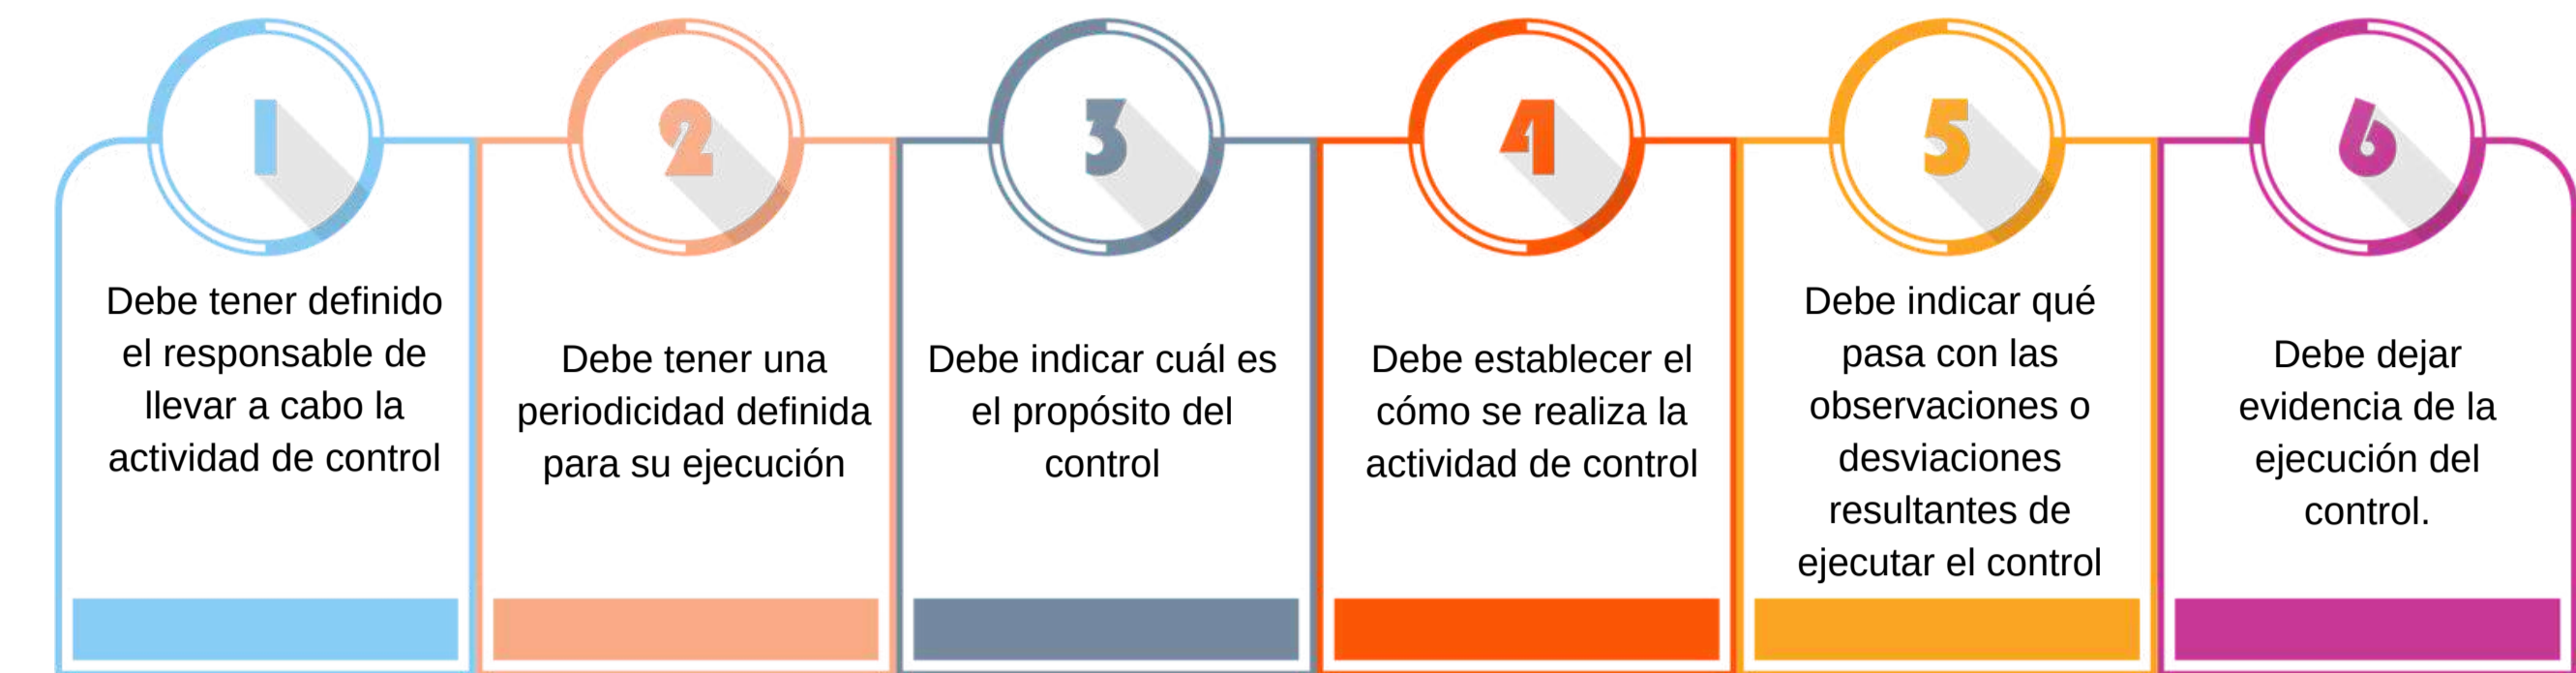 1
Debe tener definido
el responsable de
llevar a cabo la
actividad de control
2
Debe tener una
periodicidad definida
para su ejecución
3
Debe indicar cuál es
el propósito del
control
4
Debe establecer el
cómo se realiza la
actividad de control
5
Debe indicar qué
pasa con las
observaciones o
desviaciones
resultantes de
ejecutar el control
6
Debe dejar
evidencia de la
ejecución del
control.